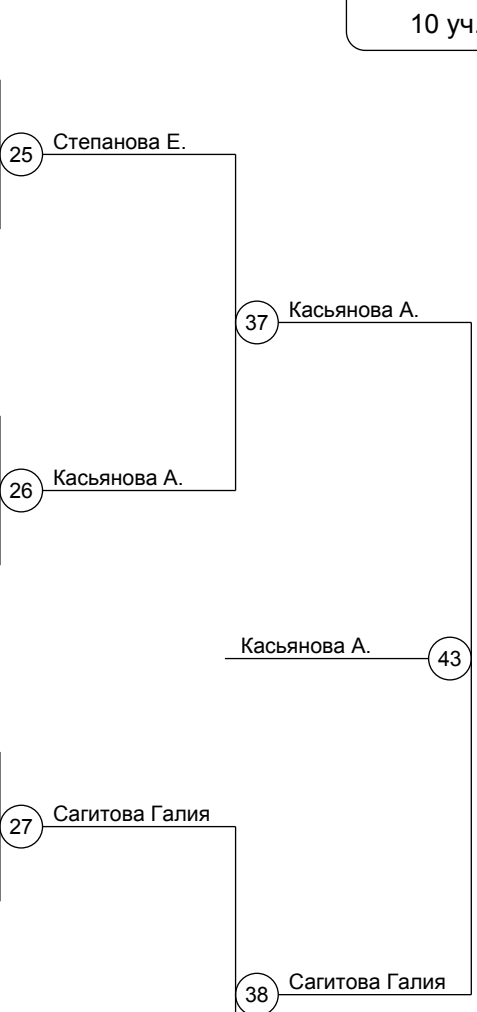 10 уч.
25 Степанова Е.
37 Касьянова А.
26 Касьянова А.
Касьянова А. 43
27 Сагитова Галия
38 Сагитова Галия